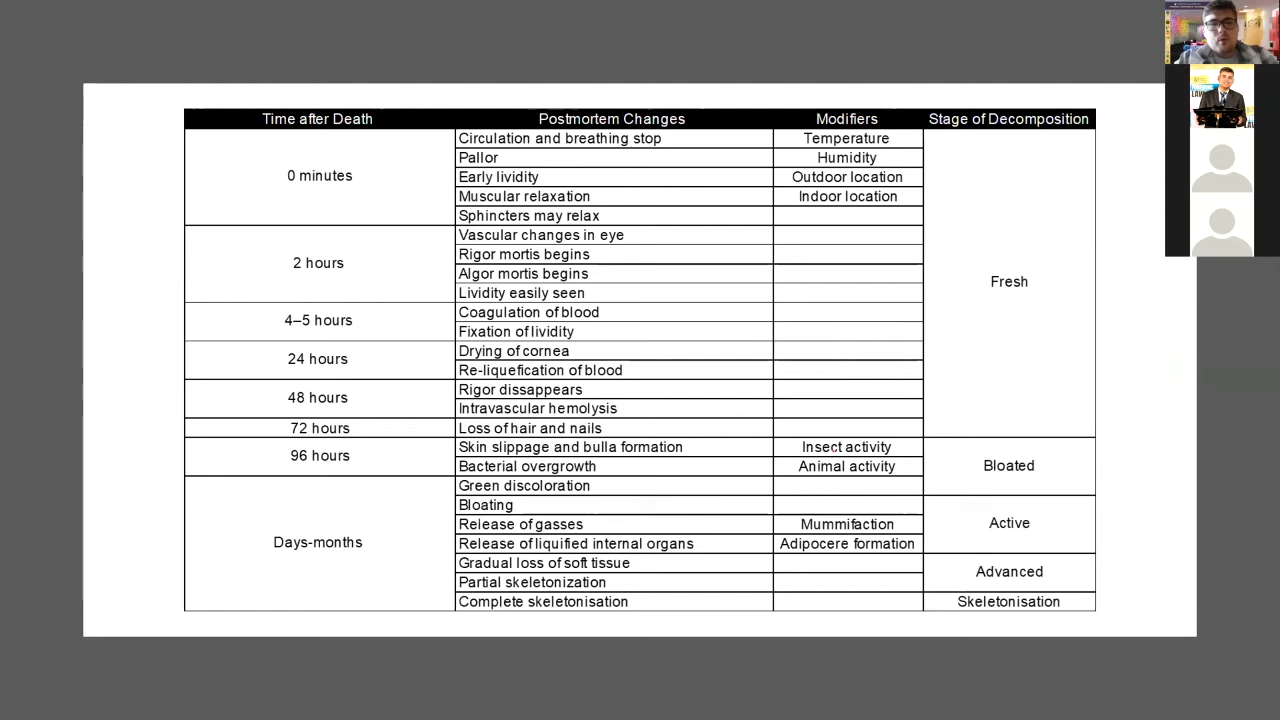 Time after Death Postmortem Changes Modifiers Stage of Decomposition
0 minutes Circulation and breathing stop Temperature Fresh
Pallor Humidity
Early lividity Outdoor location
Muscular relaxation Indoor location
Sphincters may relax
2 hours Vascular changes in eye
Rigor mortis begins
Algor mortis begins
Lividity easily seen
4–5 hours Coagulation of blood
Fixation of lividity
24 hours Drying of cornea
Re-liquefication of blood
48 hours Rigor dissappears
Intravascular hemolysis
72 hours Loss of hair and nails
96 hours Skin slippage and bulla formation Insect activity Bloated
Bacterial overgrowth Animal activity
Days-months Green discoloration
Bloating Active
Release of gasses Mummifaction
Release of liquified internal organs Adipocere formation
Gradual loss of soft tissue Advanced
Partial skeletonization
Complete skeletonisation Skeletonisation
LAW